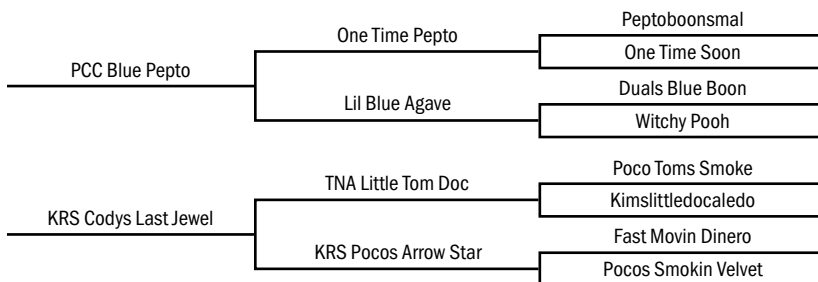 Peptoboonsmal
One Time Pepto
One Time Soon
PCC Blue Pepto
Duals Blue Boon
Lil Blue Agave
Witchy Pooh
Poco Toms Smoke
TNA Little Tom Doc
Kimslittledocaledo
KRS Codys Last Jewel
Fast Movin Dinero
KRS Pocos Arrow Star
Pocos Smokin Velvet